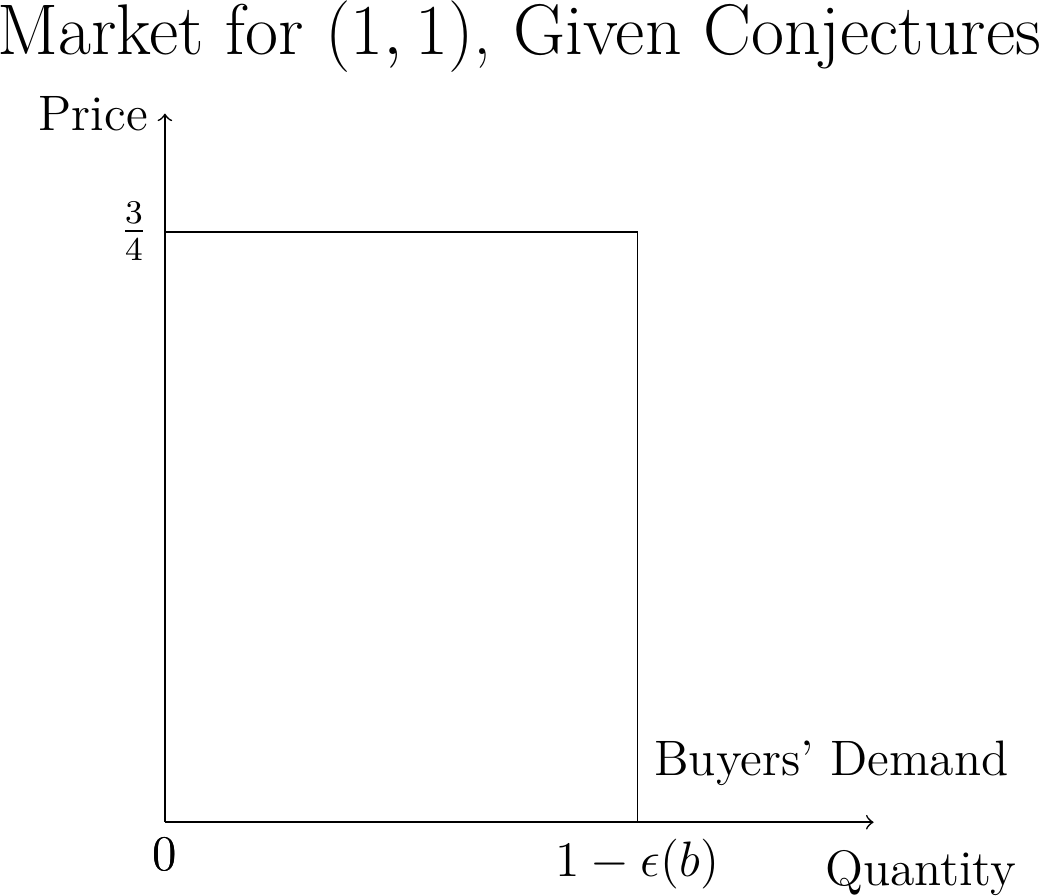 Market for (1, 1), Given Conjectures
Price
3/4
Buyers' Demand
0
1 − ϵ(b)
Quantity